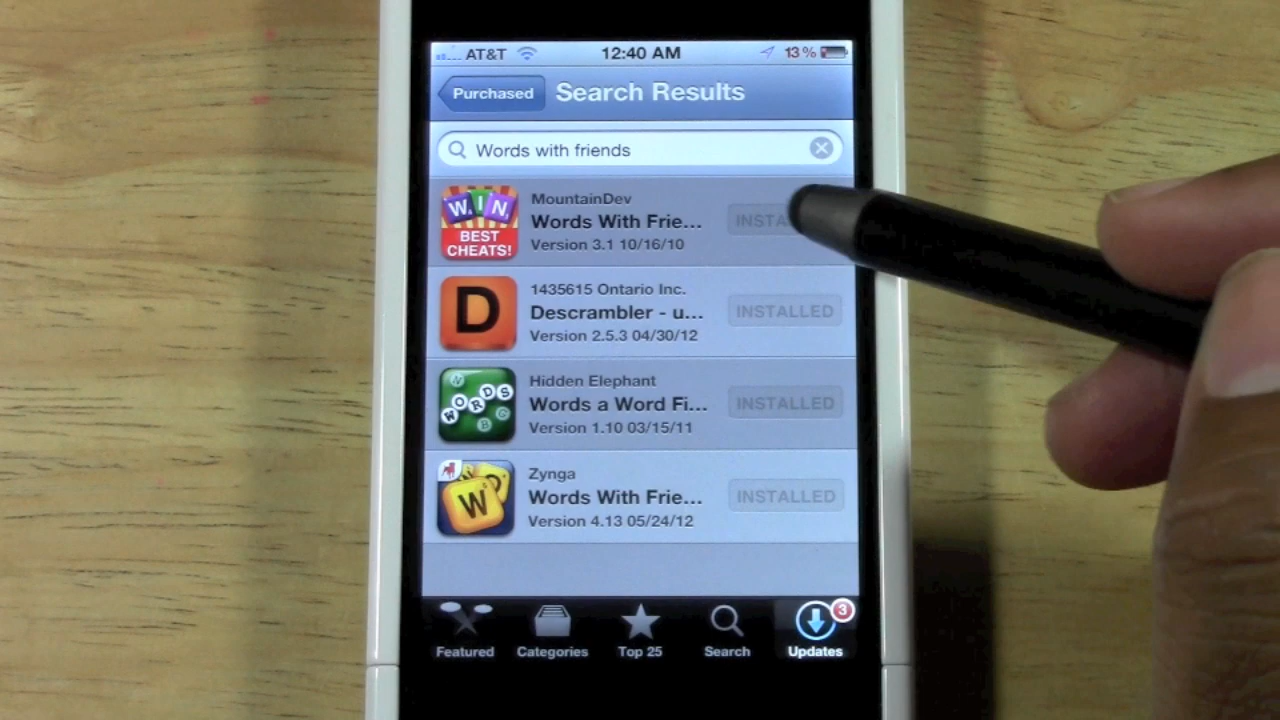 AT&T 12:40 AM 13%
Purchased Search Results
Words with friends
W.I.N
BEST
CHEATS!
MountainDev
Words With Frie...
Version 3.1 10/16/10
D
1435615 Ontario Inc.
Descrambler - u...
Version 2.5.3 04/30/12
INSTALLED
WORDS
Hidden Elephant
Words a Word Fi...
Version 1.10 03/15/11
INSTALLED
W
Zynga
Words With Frie...
Version 4.13 05/24/12
INSTALLED
3
Featured Categories Top 25 Search Updates